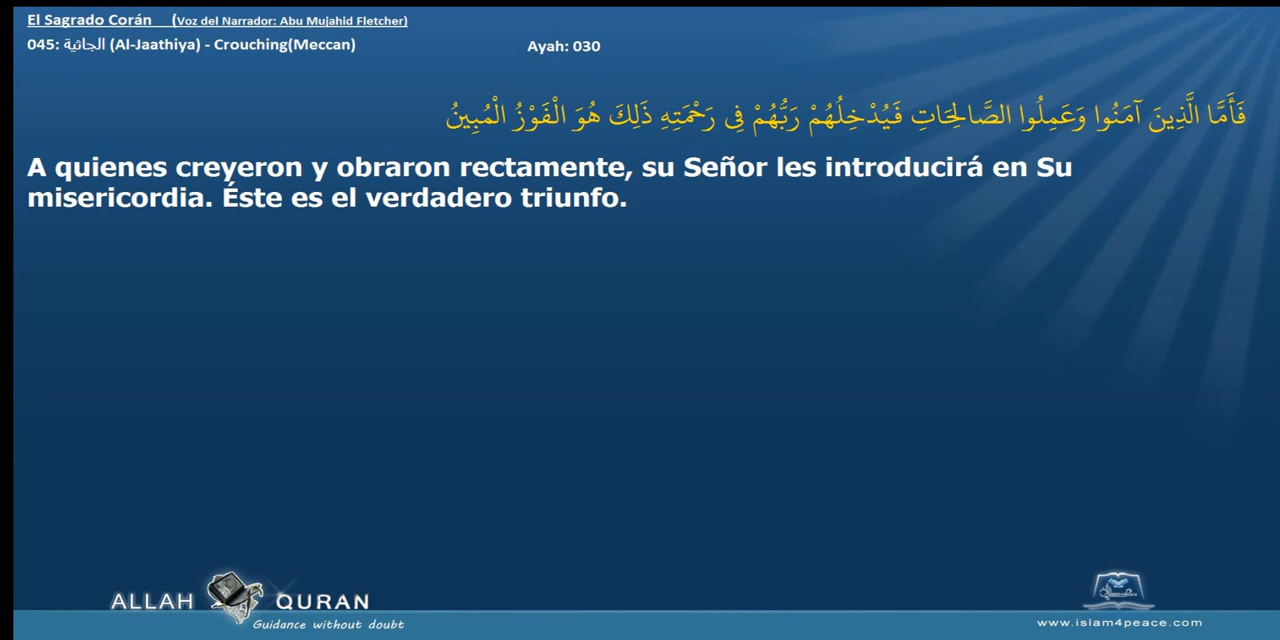 El Sagrado Corán (Voz del Narrador: Abu Mujahid Fletcher)
045: الجاثية (Al-Jaathiya) - Crouching(Meccan) Ayah: 030
فَأَمَّا الَّذِينَ آمَنُوا وَعَمِلُوا الصَّالِحَاتِ فَيُدْخِلُهُمْ رَبُّهُمْ فِي رَحْمَتِهِ ذَلِكَ هُوَ الْفَوْزُ الْمُبِينُ
A quienes creyeron y obraron rectamente, su Señor les introducirá en Su
misericordia. Éste es el verdadero triunfo.
ALLAH QURAN
Guidance without doubt
www.islam4peace.com